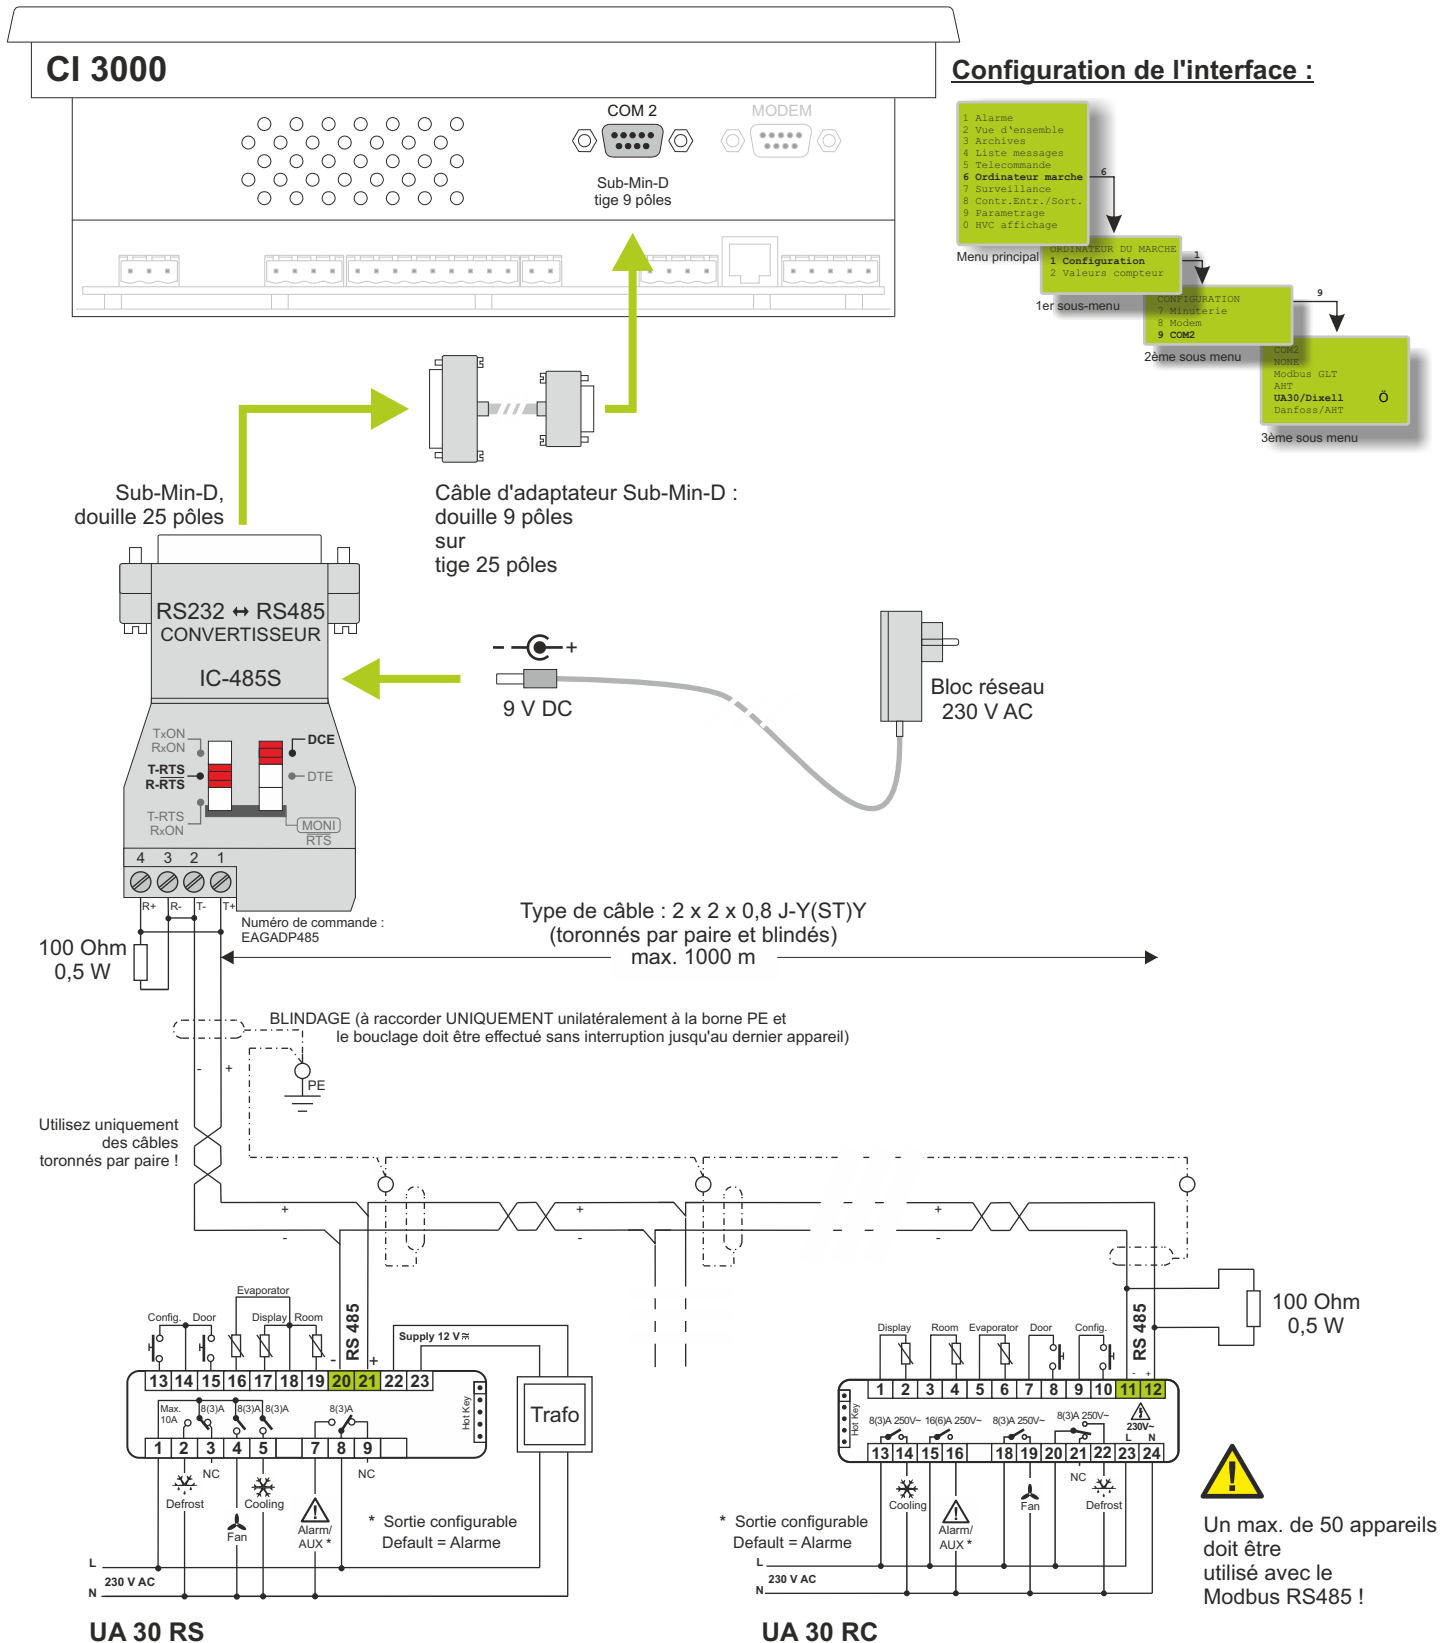 CI 3000
COM 2
MODEM
Sub-Min-D
tige 9 pôles
Configuration de l'interface :
1 Alarme
2 Vue d'ensemble
3 Archives
4 Liste messages
5 Telecommande
6 Ordinateur marche
7 Surveillance
8 Contr.Entr./Sort.
9 Parametrage
0 HVC affichage
6
Menu principal
ORDINATEUR DU MARCHE
1 Configuration
2 Valeurs compteur
1
1er sous-menu
CONFIGURATION
7 Minuterie
8 Modem
9 COM2
9
2ème sous menu
COM2
NONE
Modbus GLT
AHT
UA30/Dixell Ö
Danfoss/AHT
3ème sous menu
Sub-Min-D,
douille 25 pôles
Câble d'adaptateur Sub-Min-D :
douille 9 pôles
sur
tige 25 pôles
RS232 ↔ RS485
CONVERTISSEUR
IC-485S
- +
9 V DC
Bloc réseau
230 V AC
TxON
RxON
T-RTS
R-RTS
T-RTS
RxON
DCE
DTE
MONI
RTS
4 3 2 1
R+ R- T- T+
Numéro de commande :
EAGADP485
100 Ohm
0,5 W
Type de câble : 2 x 2 x 0,8 J-Y(ST)Y
(toronnés par paire et blindés)
max. 1000 m
BLINDAGE (à raccorder UNIQUEMENT unilatéralement à la borne PE et
le bouclage doit être effectué sans interruption jusqu'au dernier appareil)
- +
PE
Utilisez uniquement
des câbles
toronnés par paire !
+ + +
- - -
Evaporator
Config. Door Display Room
RS 485
- +
Supply 12 V
13 14 15 16 17 18 19 20 21 22 23
Max.
10A
8(3)A 8(3)A 8(3)A 8(3)A
Hot Key
1 2 3 4 5 7 8 9
NC NC
Defrost
Fan
Cooling
Alarm/
AUX *
* Sortie configurable
Default = Alarme
Trafo
L
230 V AC
N
UA 30 RS
100 Ohm
0,5 W
Display Room Evaporator Door Config.
RS 485
- +
1 2 3 4 5 6 7 8 9 10 11 12
Hot Key
8(3)A 250V~ 16(6)A 250V~ 8(3)A 250V~ 8(3)A 250V~
230V~
L N
13 14 15 16 18 19 20 21 22 23 24
NC
Cooling
Alarm/
AUX *
Fan
Defrost
* Sortie configurable
Default = Alarme
L
230 V AC
N
UA 30 RC
!
Un max. de 50 appareils
doit être
utilisé avec le
Modbus RS485 !